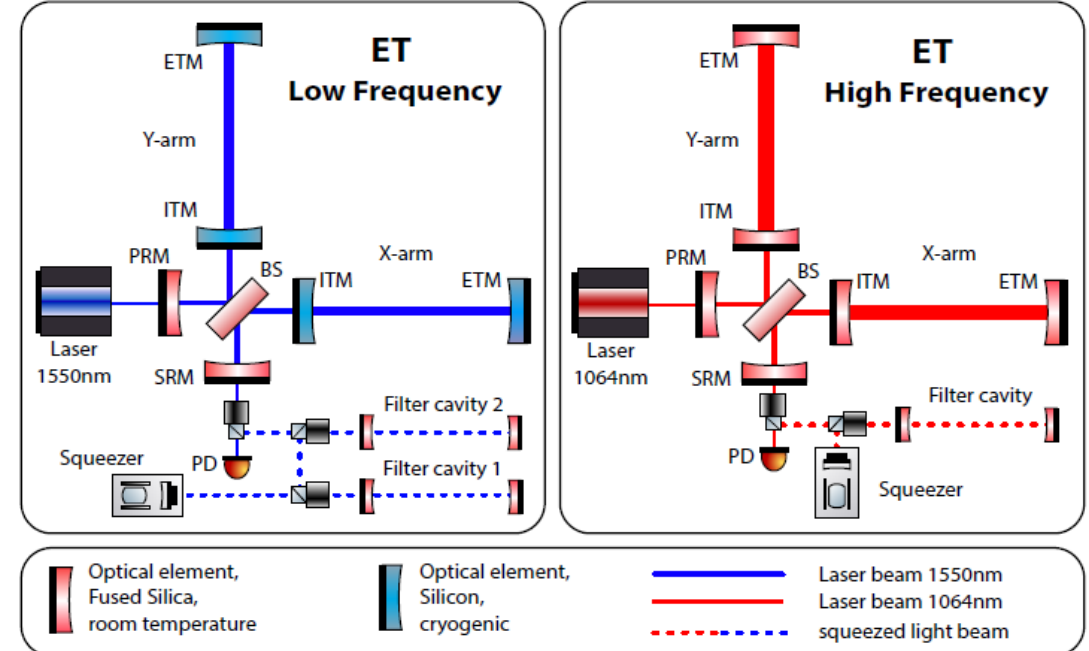 ET
Low Frequency
ETM
Y-arm
ITM
PRM
BS
X-arm
ITM
ETM
Laser
1550nm
SRM
Filter cavity 2
Squeezer
PD
Filter cavity 1
ET
High Frequency
ETM
Y-arm
ITM
PRM
BS
X-arm
ITM
ETM
Laser
1064nm
SRM
Filter cavity
PD
Squeezer
Optical element,
Fused Silica,
room temperature
Optical element,
Silicon,
cryogenic
Laser beam 1550nm
Laser beam 1064nm
squeezed light beam